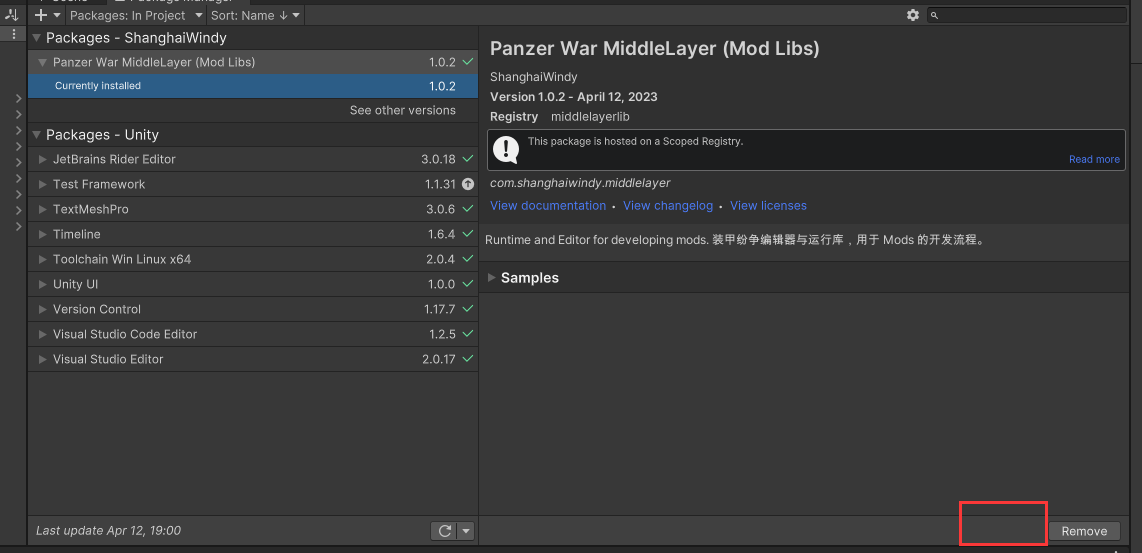 Packages: In Project
Sort: Name ↓
Packages - ShanghaiWindy
Panzer War MiddleLayer (Mod Libs) 1.0.2
Currently installed 1.0.2
See other versions
Packages - Unity
JetBrains Rider Editor 3.0.18
Test Framework 1.1.31
TextMeshPro 3.0.6
Timeline 1.6.4
Toolchain Win Linux x64 2.0.4
Unity UI 1.0.0
Version Control 1.17.7
Visual Studio Code Editor 1.2.5
Visual Studio Editor 2.0.17
Last update Apr 12, 19:00
Panzer War MiddleLayer (Mod Libs)
ShanghaiWindy
Version 1.0.2 - April 12, 2023
Registry middlelayerlib
This package is hosted on a Scoped Registry.
Read more
com.shanghaiwindy.middlelayer
View documentation • View changelog • View licenses
Runtime and Editor for developing mods. 装甲纷争编辑器与运行库，用于 Mods 的开发流程。
Samples
Remove